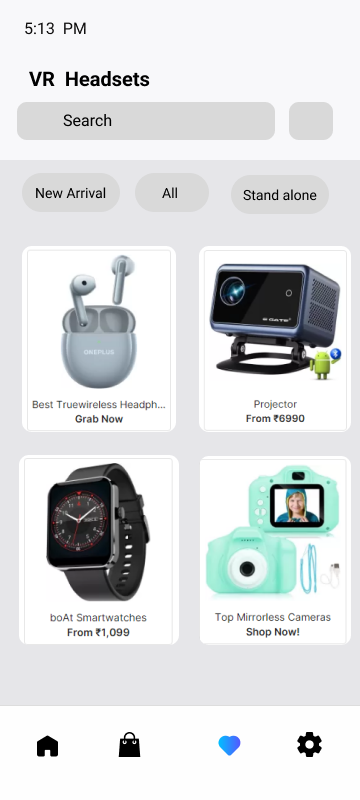 5:13 PM
VR Headsets
Search
New Arrival
All
Stand alone
ONEPLUS
Best Truewireless Headph...
Grab Now
E GATE
Projector
From ₹6990
boAt Smartwatches
From ₹1,099
Top Mirrorless Cameras
Shop Now!